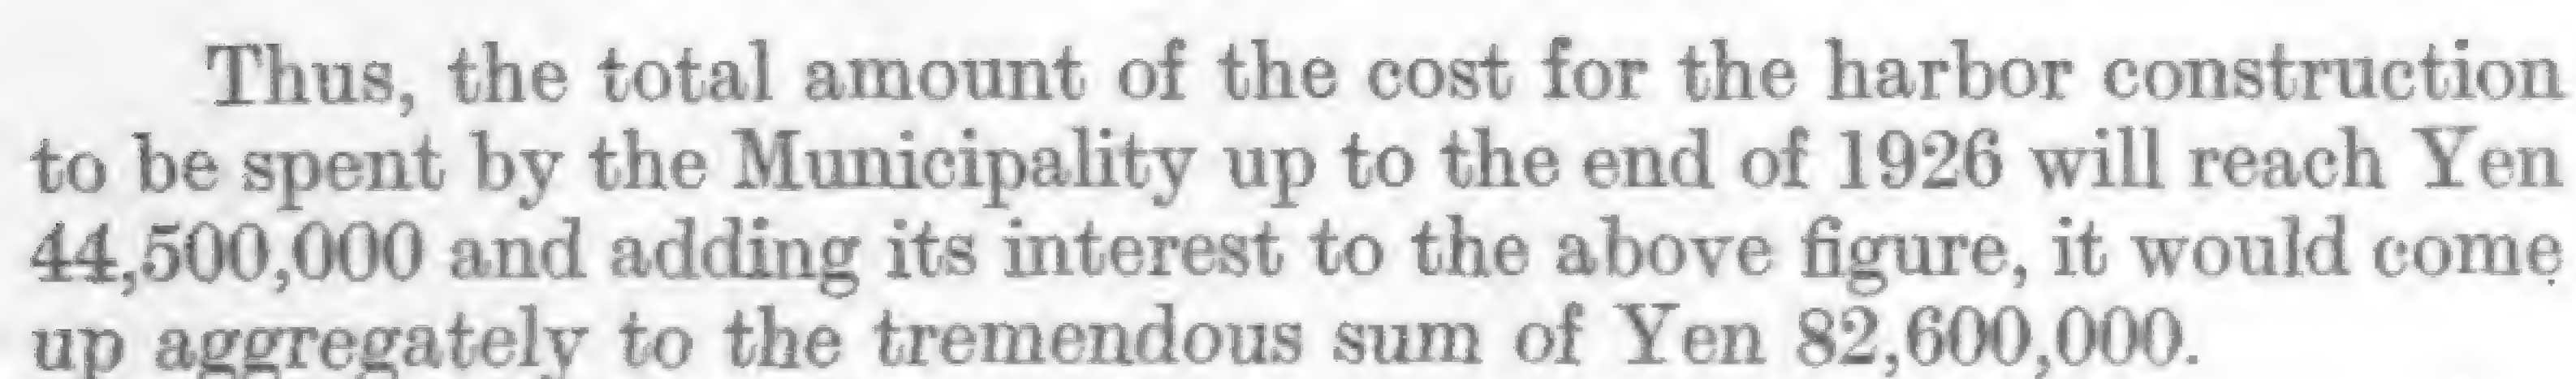 Thus, the total amount of the cost for the harbor construction
to be spent by the Municipality up to the end of 1926 will reach Yen
44,500,000 and adding its interest to the above figure, it would come
up aggregately to the tremendous sum of Yen 82,600,000.